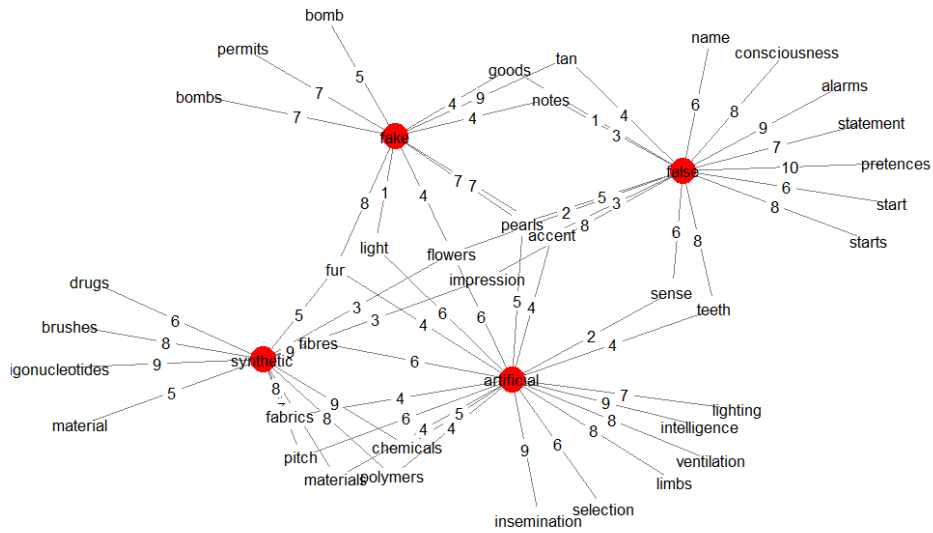 bomb
name
permits
goods
tan
consciousness
5
6
7
8
bombs
notes
alarms
4
9
9
7
4
4
statement
7
1
3
fake
pretences
false
10
6
start
7
7
8
1
4
5
8
2
3
starts
pearls
8
accent
6
8
light
flowers
fur
impression
drugs
sense
5
3
6
5
4
teeth
6
3
6
brushes
4
2
8
9
fibres
4
synthetic
6
igonucleotides
9
artificial
5
8
4
7
material
9
9
lighting
fabrics
8
6
5
8
intelligence
4
4
8
chemicals
6
pitch
9
ventilation
materials
polymers
limbs
selection
insemination